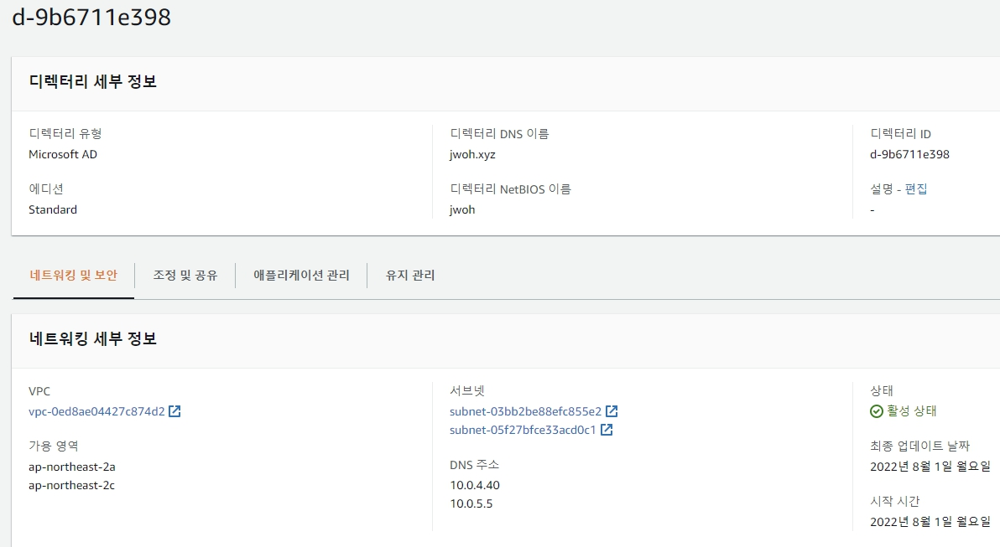 d-9b6711e398
디렉터리 세부 정보
디렉터리 유형
Microsoft AD
에디션
Standard
디렉터리 DNS 이름
jwoh.xyz
디렉터리 NetBIOS 이름
jwoh
디렉터리 ID
d-9b6711e398
설명 - 편집
-
네트워킹 및 보안
조정 및 공유
애플리케이션 관리
유지 관리
네트워킹 세부 정보
VPC
vpc-0ed8ae04427c874d2
가용 영역
ap-northeast-2a
ap-northeast-2c
서브넷
subnet-03bb2be88efc855e2
subnet-05f27bfce33acd0c1
DNS 주소
10.0.4.40
10.0.5.5
상태
활성 상태
최종 업데이트 날짜
2022년 8월 1일 월요일
시작 시간
2022년 8월 1일 월요일